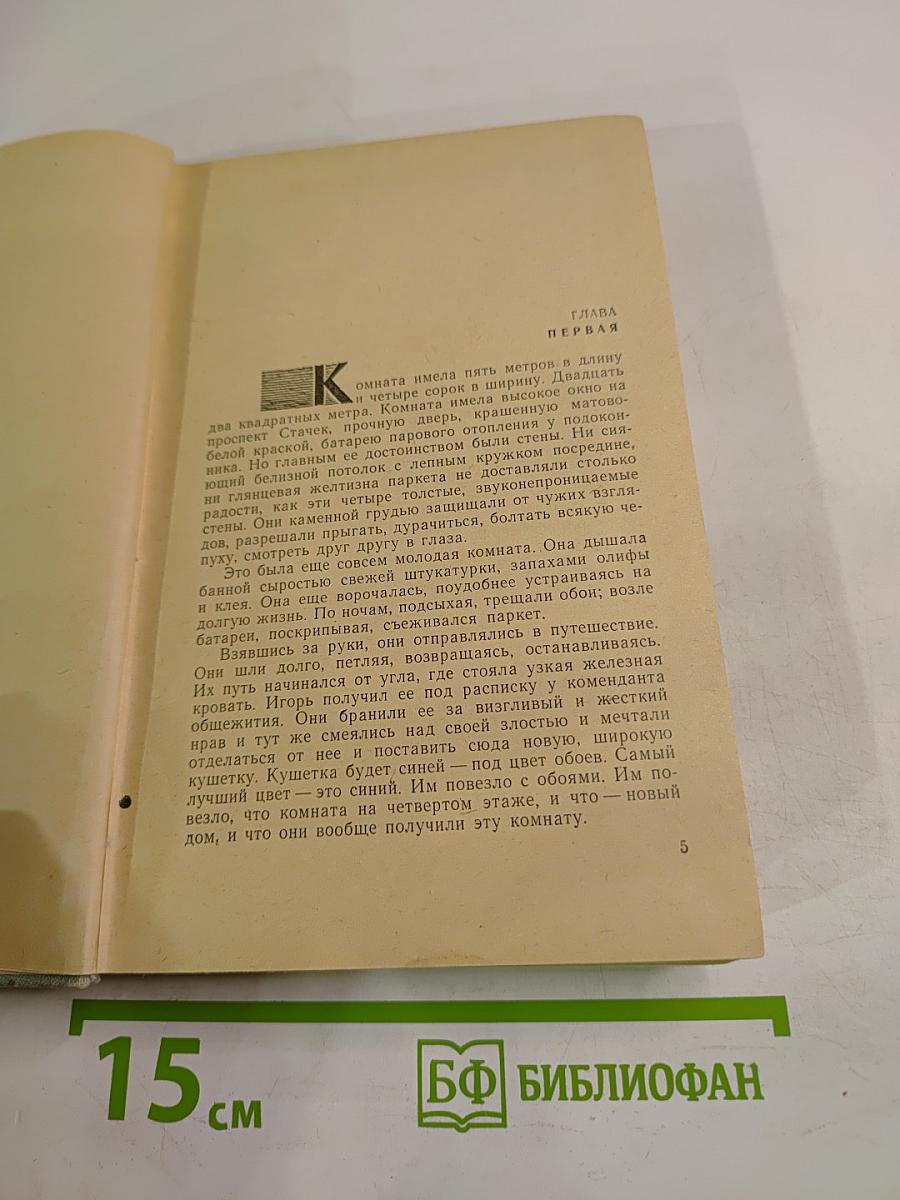 ГЛАВА
ПЕРВАЯ
Комната имела пять метров в длину
и четыре сорок в ширину. Двадцать
два квадратных метра. Комната имела высокое окно на
проспект Стачек, прочную дверь, крашенную матово-
белой краской, батарею парового отопления у подокон-
ника. Но главным ее достоинством были стены. Ни сия-
ющий белизной потолок с лепным кружком посредине,
ни глянцевая желтизна паркета не доставляли столько
радости, как эти четыре толстые, звуконепроницаемые
стены. Они каменной грудью защищали от чужих взгля-
дов, разрешали прыгать, дурачиться, болтать всякую че-
пуху, смотреть друг другу в глаза.
Это была еще совсем молодая комната. Она дышала
банной сыростью свежей штукатурки, запахами олифы
и клея. Она еще ворочалась, поудобнее устраиваясь на
долгую жизнь. По ночам, подсыхая, трещали обои; возле
батареи, поскрипывая, съеживался паркет.
Взявшись за руки, они отправлялись в путешествие.
Они шли долго, петляя, возвращаясь, останавливаясь.
Их путь начинался от угла, где стояла узкая железная
кровать. Игорь получил ее под расписку у коменданта
общежития. Они бранили ее за визгливый и жесткий
нрав и тут же смеялись над своей злостью и мечтали
отделаться от нее и поставить сюда новую, широкую
кушетку. Кушетка будет синей — под цвет обоев. Самый
лучший цвет — это синий. Им повезло с обоями. Им по-
везло, что комната на четвертом этаже, и что — новый
дом, и что они вообще получили эту комнату.
5
15 см
БФ БИБЛИОФАН